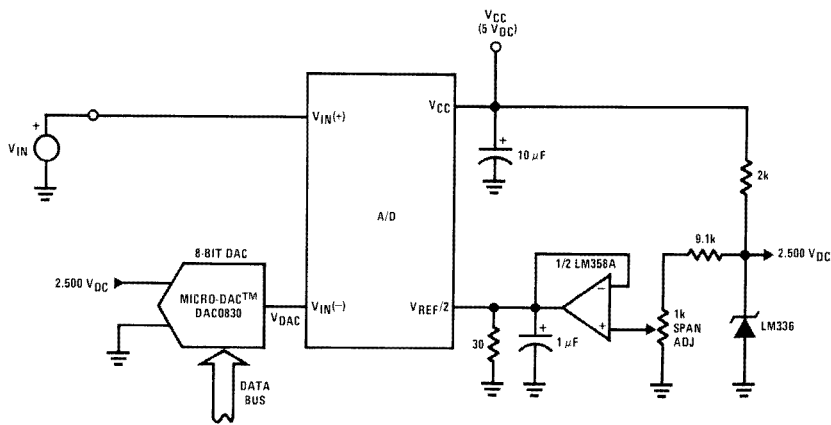 VCC
(5 VDC)
VIN(+)
VCC
+
VIN
+
10 µF
2k
A/D
9.1k
8-BIT DAC
1/2 LM358A
2.500 VDC
2.500 VDC
MICRO-DAC™
DAC0830
VIN(−)
VREF/2
−
VDAC
1k
SPAN
ADJ
+
+
LM336
30
1 µF
DATA
BUS